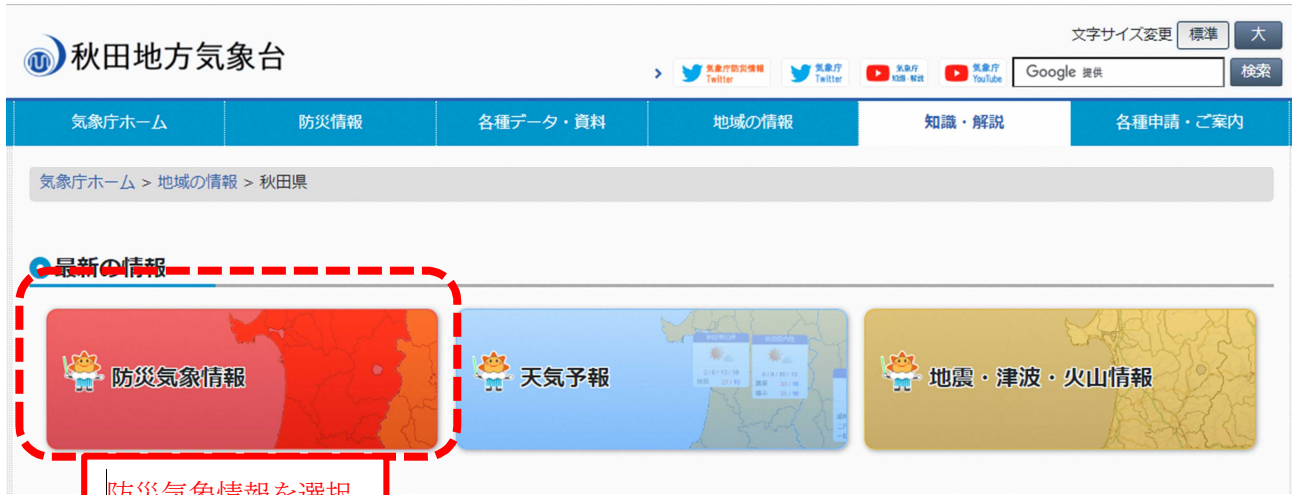 文字サイズ変更 標準 大
秋田地方気象台
気象庁防災情報
Twitter
気象庁
Twitter
気象庁
知識・解説
気象庁
YouTube
Google 提供
検索
気象庁ホーム 防災情報 各種データ・資料 地域の情報 知識・解説 各種申請・ご案内
気象庁ホーム > 地域の情報 > 秋田県
最新の情報
防災気象情報 天気予報 地震・津波・火山情報
防災気象情報を選択